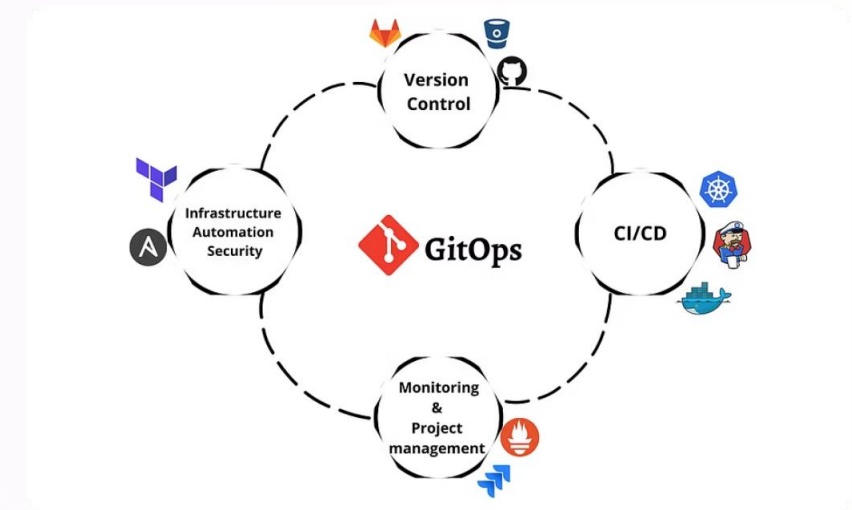 Version
Control
Infrastructure
Automation
Security
GitOps
CI/CD
Monitoring
&
Project
management